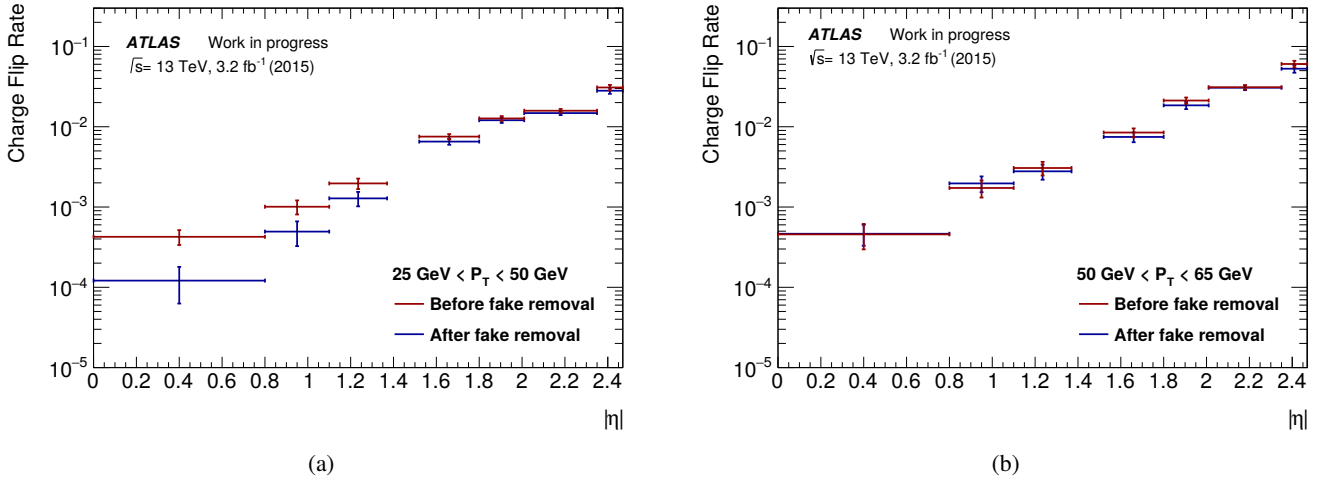 Charge Flip Rate
10⁻¹
10⁻²
10⁻³
10⁻⁴
10⁻⁵
ATLAS Work in progress
√s= 13 TeV, 3.2 fb⁻¹ (2015)
25 GeV < P_T < 50 GeV
Before fake removal
After fake removal
0 0.2 0.4 0.6 0.8 1 1.2 1.4 1.6 1.8 2 2.2 2.4
|η|
(a)
Charge Flip Rate
10⁻¹
10⁻²
10⁻³
10⁻⁴
10⁻⁵
ATLAS Work in progress
√s= 13 TeV, 3.2 fb⁻¹ (2015)
50 GeV < P_T < 65 GeV
Before fake removal
After fake removal
0 0.2 0.4 0.6 0.8 1 1.2 1.4 1.6 1.8 2 2.2 2.4
|η|
(b)